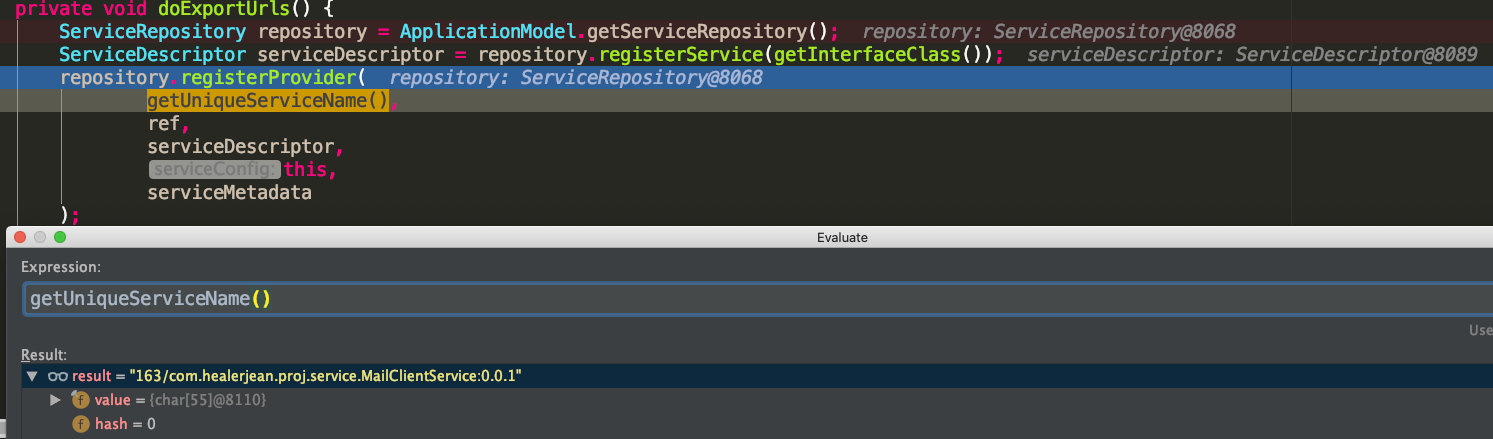 private void doExportUrls() {
ServiceRepository repository = ApplicationModel.getServiceRepository(); repository: ServiceRepository@8068
ServiceDescriptor serviceDescriptor = repository.registerService(getInterfaceClass()); serviceDescriptor: ServiceDescriptor@8089
repository.registerProvider( repository: ServiceRepository@8068
getUniqueServiceName(),
ref,
serviceDescriptor,
serviceConfig: this,
serviceMetadata
);
Evaluate
Expression:
getUniqueServiceName()
Use
Result:
result = "163/com.healerjean.proj.service.MailClientService:0.0.1"
f value = {char[55]@8110}
f hash = 0